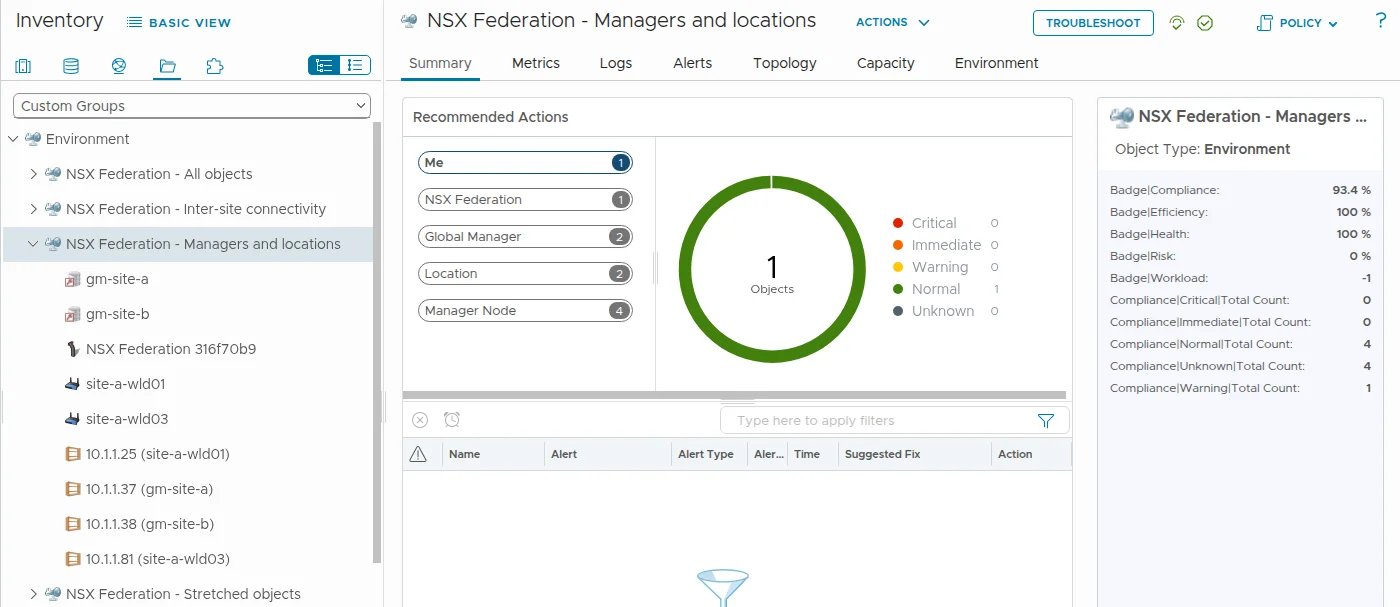 Inventory
BASIC VIEW
Custom Groups
Environment
NSX Federation - All objects
NSX Federation - Inter-site connectivity
NSX Federation - Managers and locations
gm-site-a
gm-site-b
NSX Federation 316f70b9
site-a-wld01
site-a-wld03
10.1.1.25 (site-a-wld01)
10.1.1.37 (gm-site-a)
10.1.1.38 (gm-site-b)
10.1.1.81 (site-a-wld03)
NSX Federation - Stretched objects
NSX Federation - Managers and locations
ACTIONS
TROUBLESHOOT
POLICY
?
Summary Metrics Logs Alerts Topology Capacity Environment
Recommended Actions
Me 1
NSX Federation 1
Global Manager 2
Location 2
Manager Node 4
1
Objects
Critical 0
Immediate 0
Warning 0
Normal 1
Unknown 0
Type here to apply filters
Name Alert Alert Type Aler... Time Suggested Fix Action
NSX Federation - Managers ...
Object Type: Environment
Badge|Compliance: 93.4 %
Badge|Efficiency: 100 %
Badge|Health: 100 %
Badge|Risk: 0 %
Badge|Workload: -1
Compliance|Critical|Total Count: 0
Compliance|Immediate|Total Count: 0
Compliance|Normal|Total Count: 4
Compliance|Unknown|Total Count: 4
Compliance|Warning|Total Count: 1